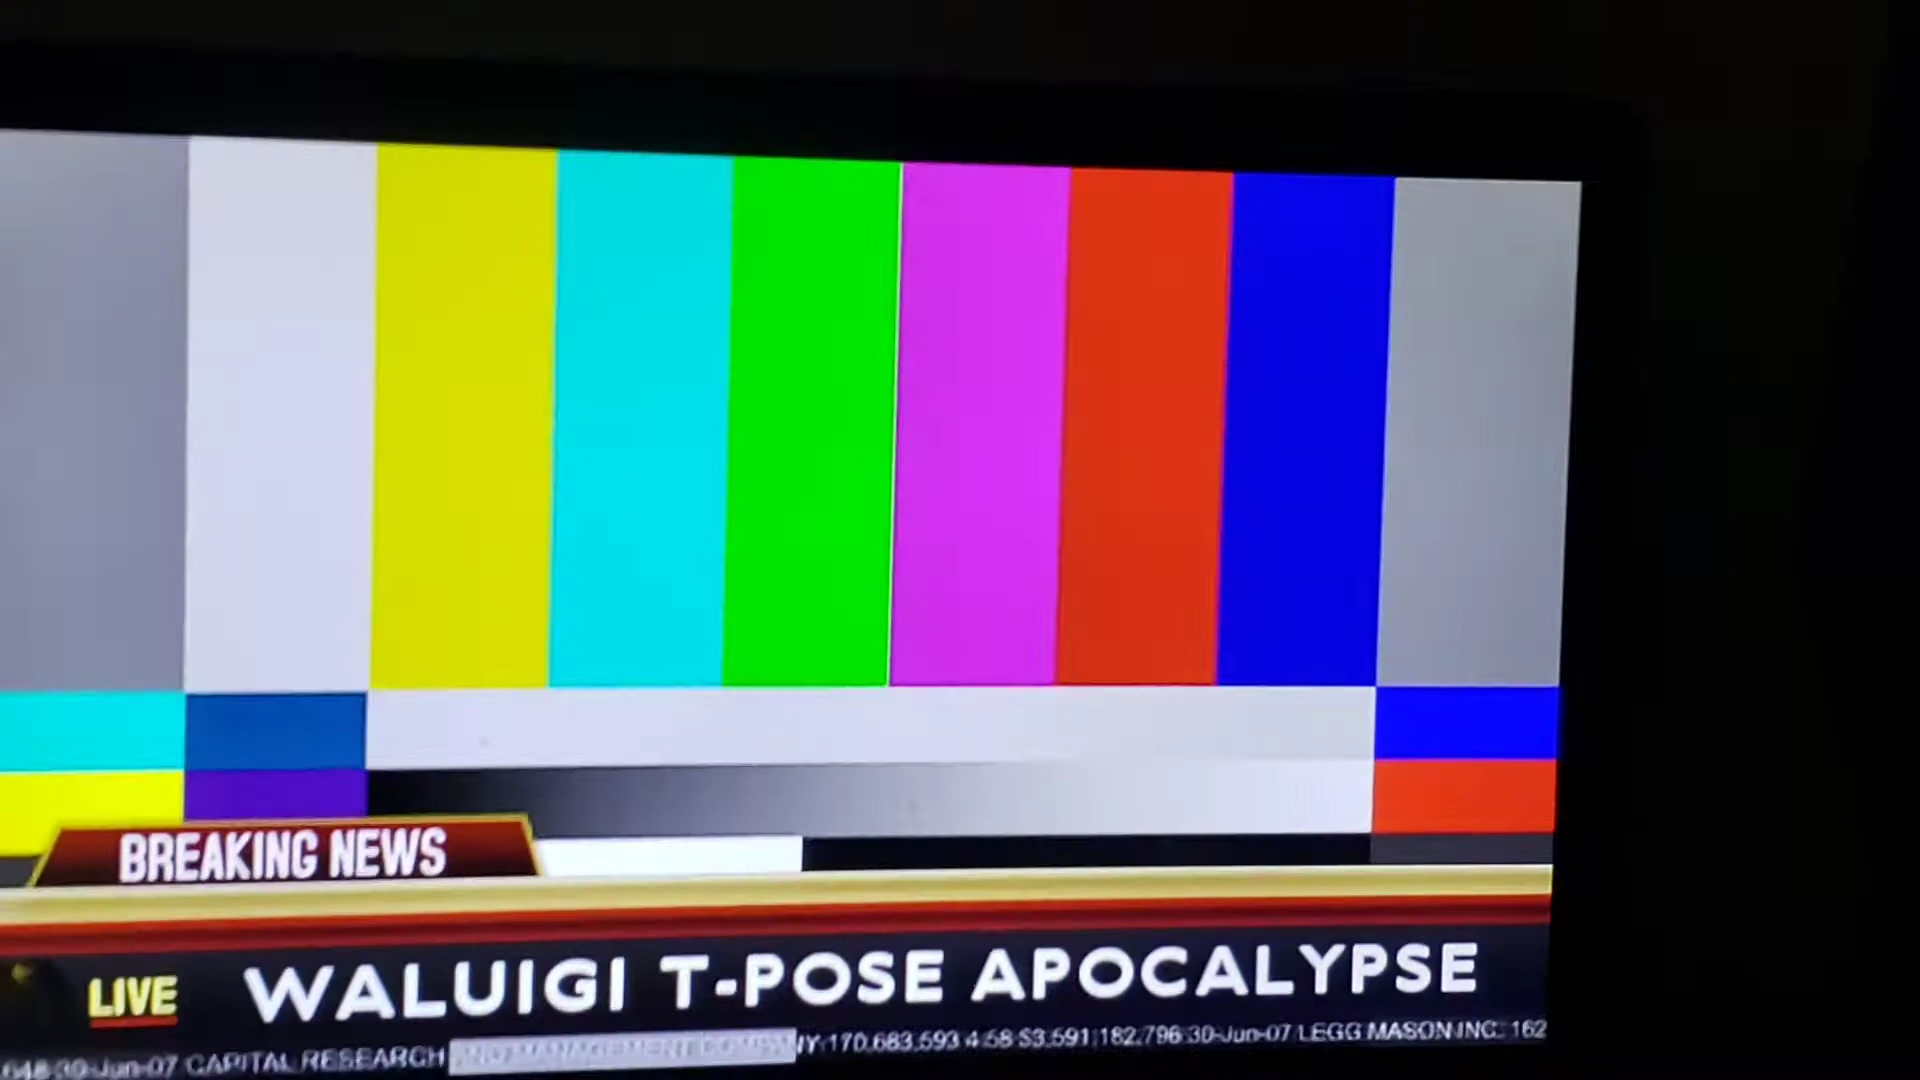 BREAKING NEWS
LIVE
WALUIGI T-POSE APOCALYPSE
30-Jun-07 CAPITAL RESEARCH NY 170,683,593 4.58 $3,591,182,796 30-Jun-07 LEGG MASON INC. 162